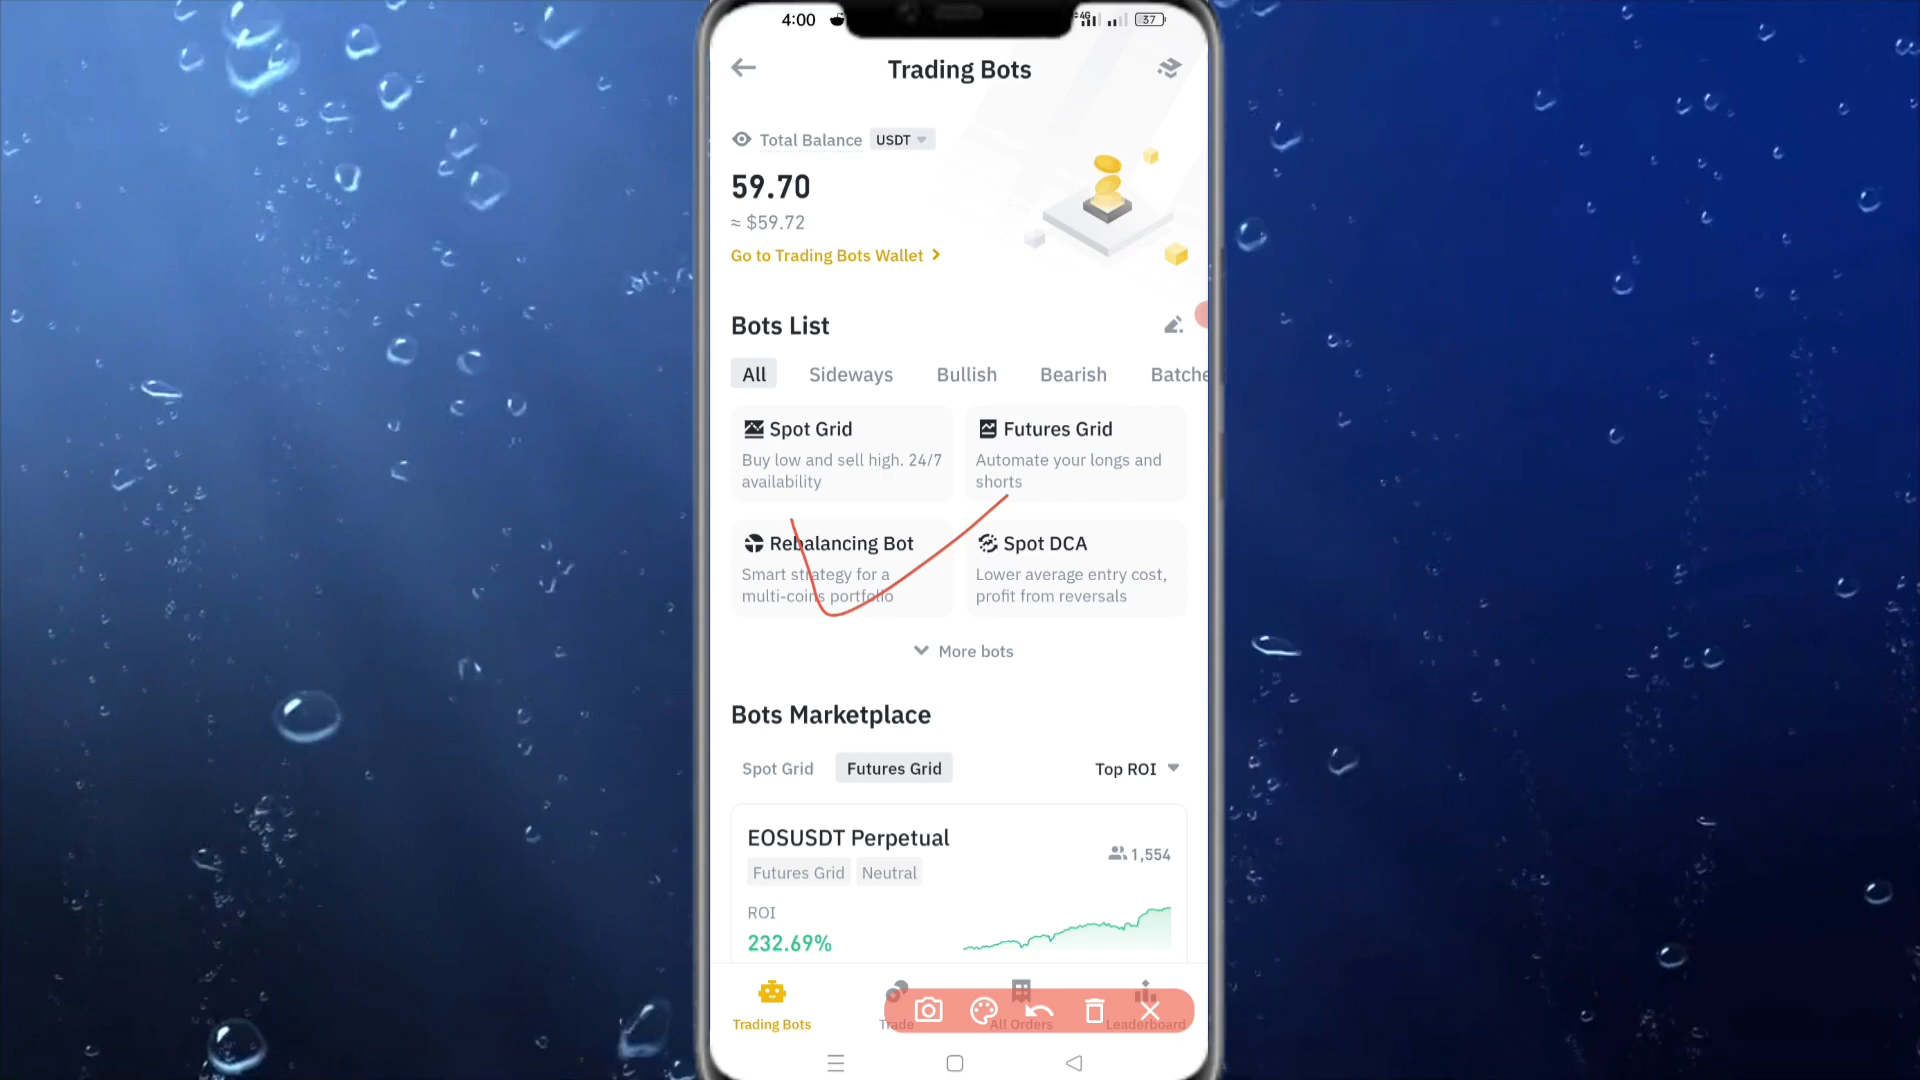 4:00
4G
37
Trading Bots
Total Balance USDT
59.70
≈ $59.72
Go to Trading Bots Wallet
Bots List
All Sideways Bullish Bearish Batche
Spot Grid
Buy low and sell high. 24/7
availability
Futures Grid
Automate your longs and
shorts
Rebalancing Bot
Smart strategy for a
multi-coins portfolio
Spot DCA
Lower average entry cost,
profit from reversals
More bots
Bots Marketplace
Spot Grid Futures Grid Top ROI
EOSUSDT Perpetual
1,554
Futures Grid Neutral
ROI
232.69%
Trading Bots Trade All Orders Leaderboard